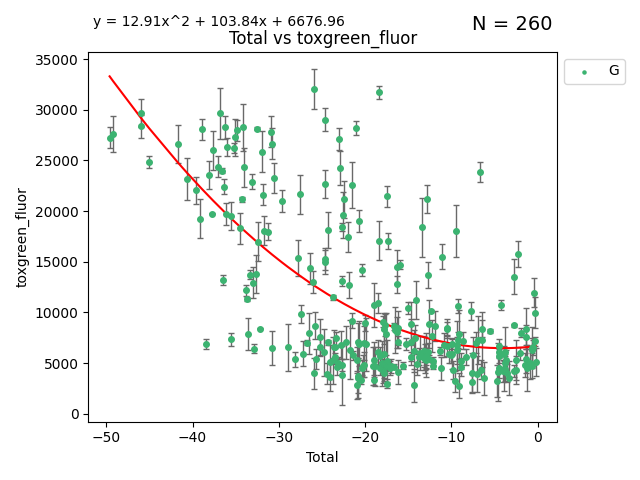 y = 12.91x^2 + 103.84x + 6676.96
N = 260
Total vs toxgreen_fluor
G
35000
30000
25000
20000
15000
10000
5000
0
toxgreen_fluor
−50 −40 −30 −20 −10 0
Total